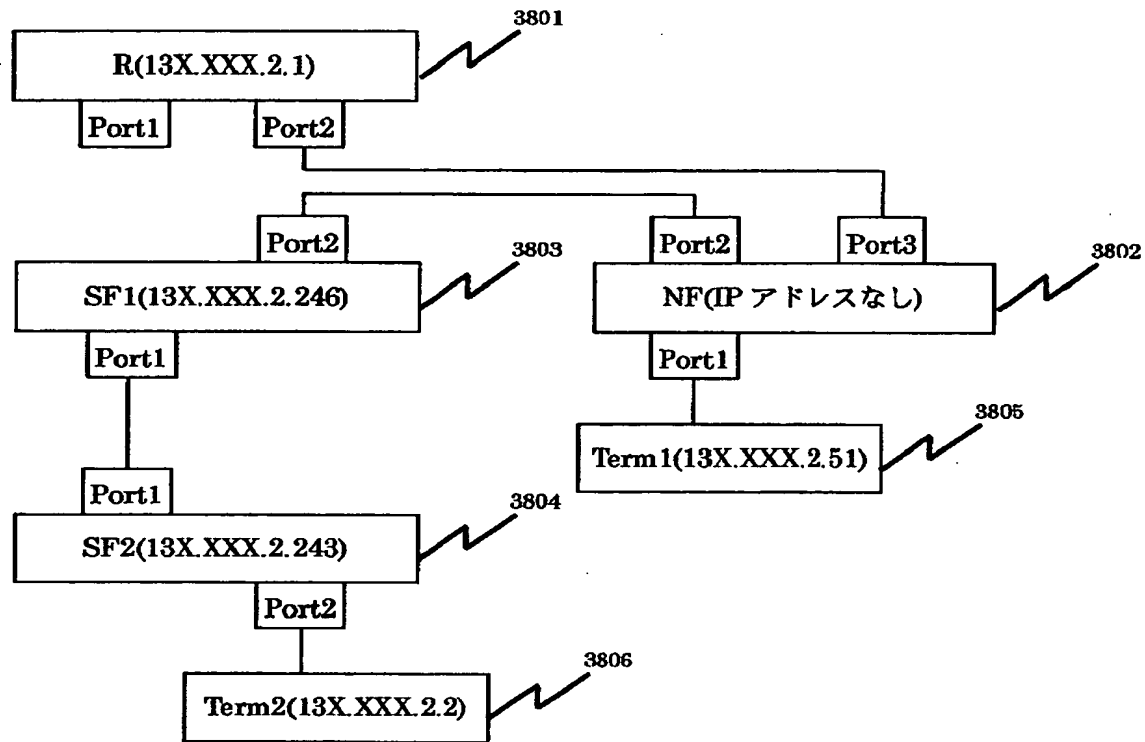 3801
R(13X.XXX.2.1)
Port1
Port2
Port2
Port2
Port3
3803
3802
SF1(13X.XXX.2.246)
NF(IP アドレスなし)
Port1
Port1
3805
Term1(13X.XXX.2.51)
Port1
3804
SF2(13X.XXX.2.243)
Port2
3806
Term2(13X.XXX.2.2)